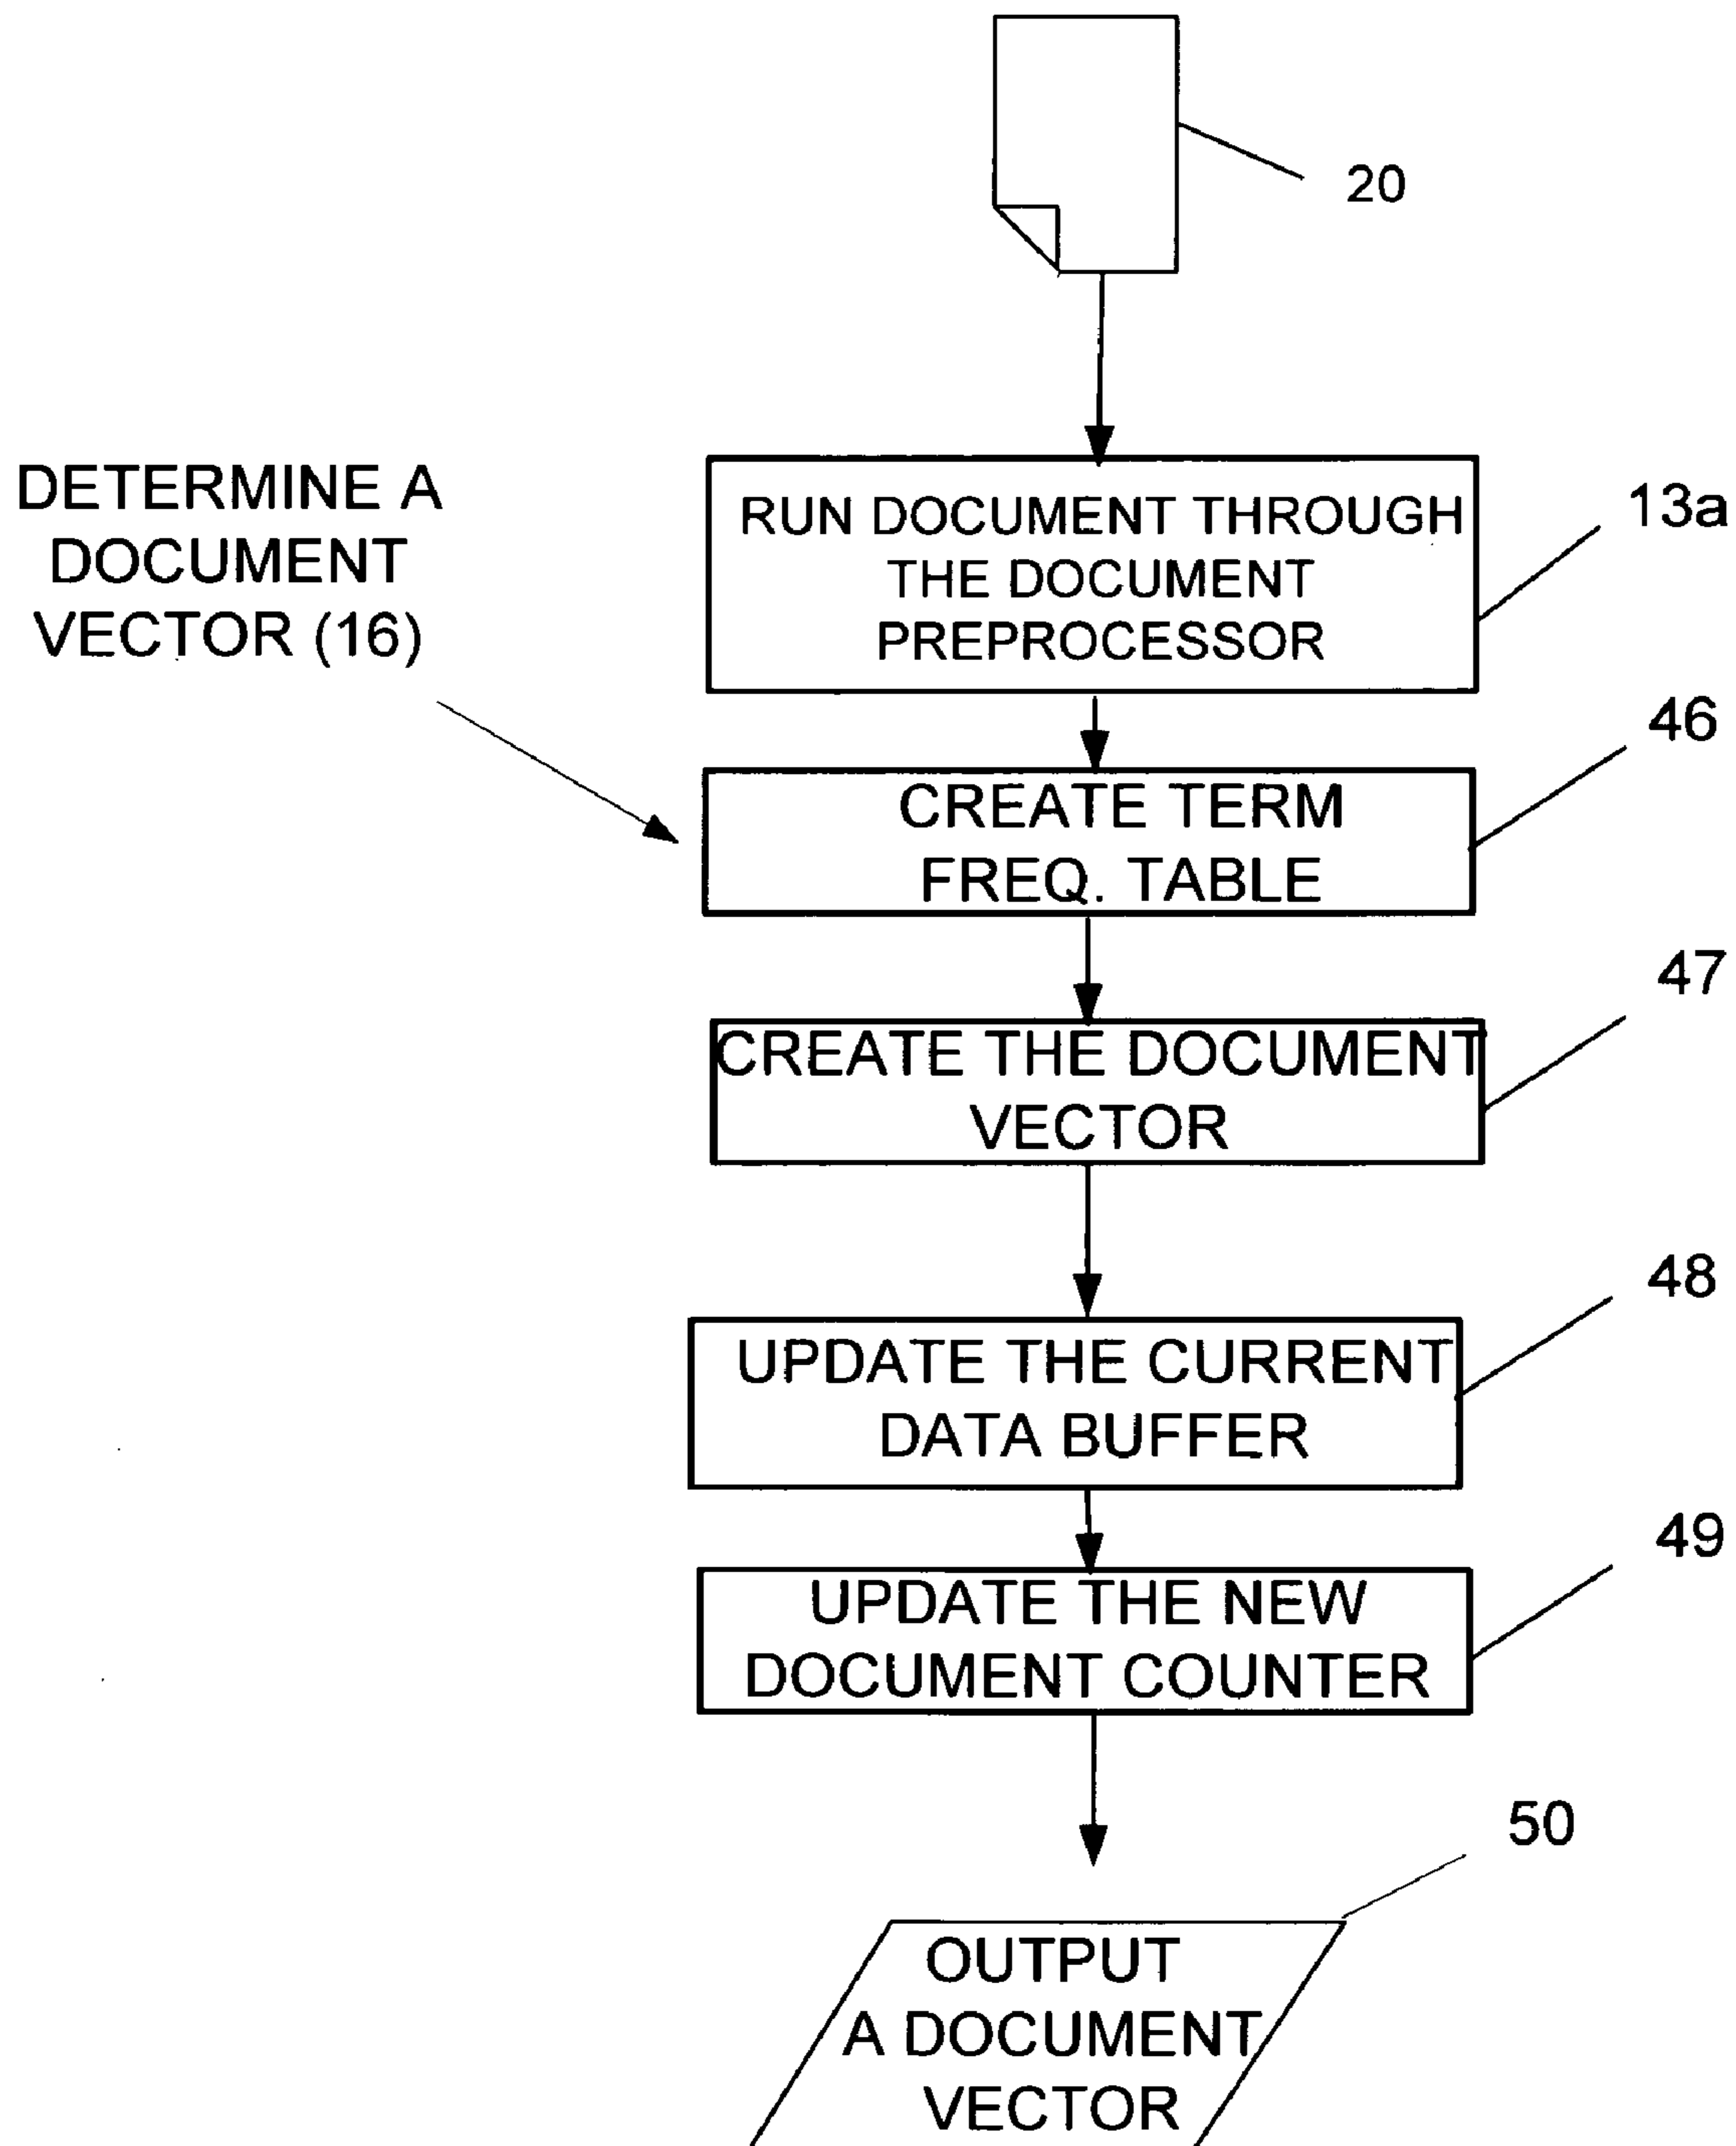 20
DETERMINE A
DOCUMENT
VECTOR (16)
RUN DOCUMENT THROUGH
THE DOCUMENT
PREPROCESSOR
13a
46
CREATE TERM
FREQ. TABLE
47
CREATE THE DOCUMENT
VECTOR
48
UPDATE THE CURRENT
DATA BUFFER
49
UPDATE THE NEW
DOCUMENT COUNTER
50
OUTPUT
A DOCUMENT
VECTOR